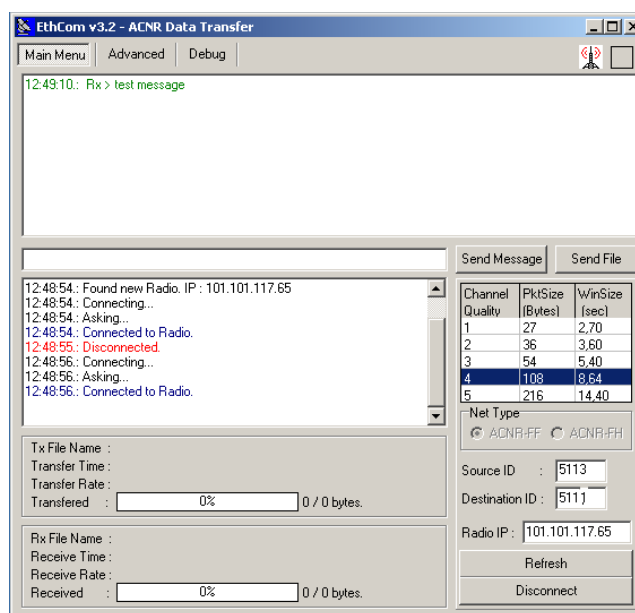 EthCom v3.2 - ACNR Data Transfer
Main Menu Advanced Debug
12:49:10.: Rx > test message
Send Message Send File
12:48:54.: Found new Radio. IP : 101.101.117.65
12:48:54.: Connecting...
12:48:54.: Asking...
12:48:54.: Connected to Radio.
12:48:55.: Disconnected.
12:48:56.: Connecting...
12:48:56.: Asking...
12:48:56.: Connected to Radio.
Channel Quality PktSize (Bytes) WinSize (sec)
1 27 2,70
2 36 3,60
3 54 5,40
4 108 8,64
5 216 14,40
Net Type
ACNR-FF ACNR-FH
Source ID : 5113
Destination ID : 5111
Radio IP : 101.101.117.65
Refresh
Disconnect
Tx File Name :
Transfer Time :
Transfer Rate :
Transfered : 0% 0 / 0 bytes.
Rx File Name :
Receive Time :
Receive Rate :
Received : 0% 0 / 0 bytes.